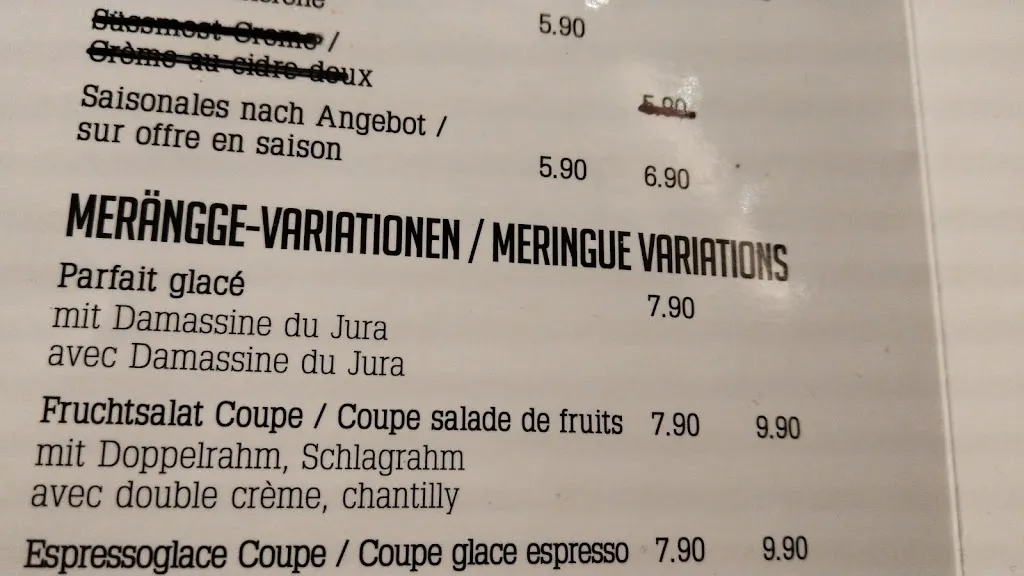 5.90
Süssmost Creme /
Crème au cidre doux
5.90
Saisonales nach Angebot /
sur offre en saison 5.90 6.90
MERÄNGGE-VARIATIONEN / MERINGUE VARIATIONS
Parfait glacé 7.90
mit Damassine du Jura
avec Damassine du Jura
Fruchtsalat Coupe / Coupe salade de fruits 7.90 9.90
mit Doppelrahm, Schlagrahm
avec double crème, chantilly
Espressoglace Coupe / Coupe glace espresso 7.90 9.90